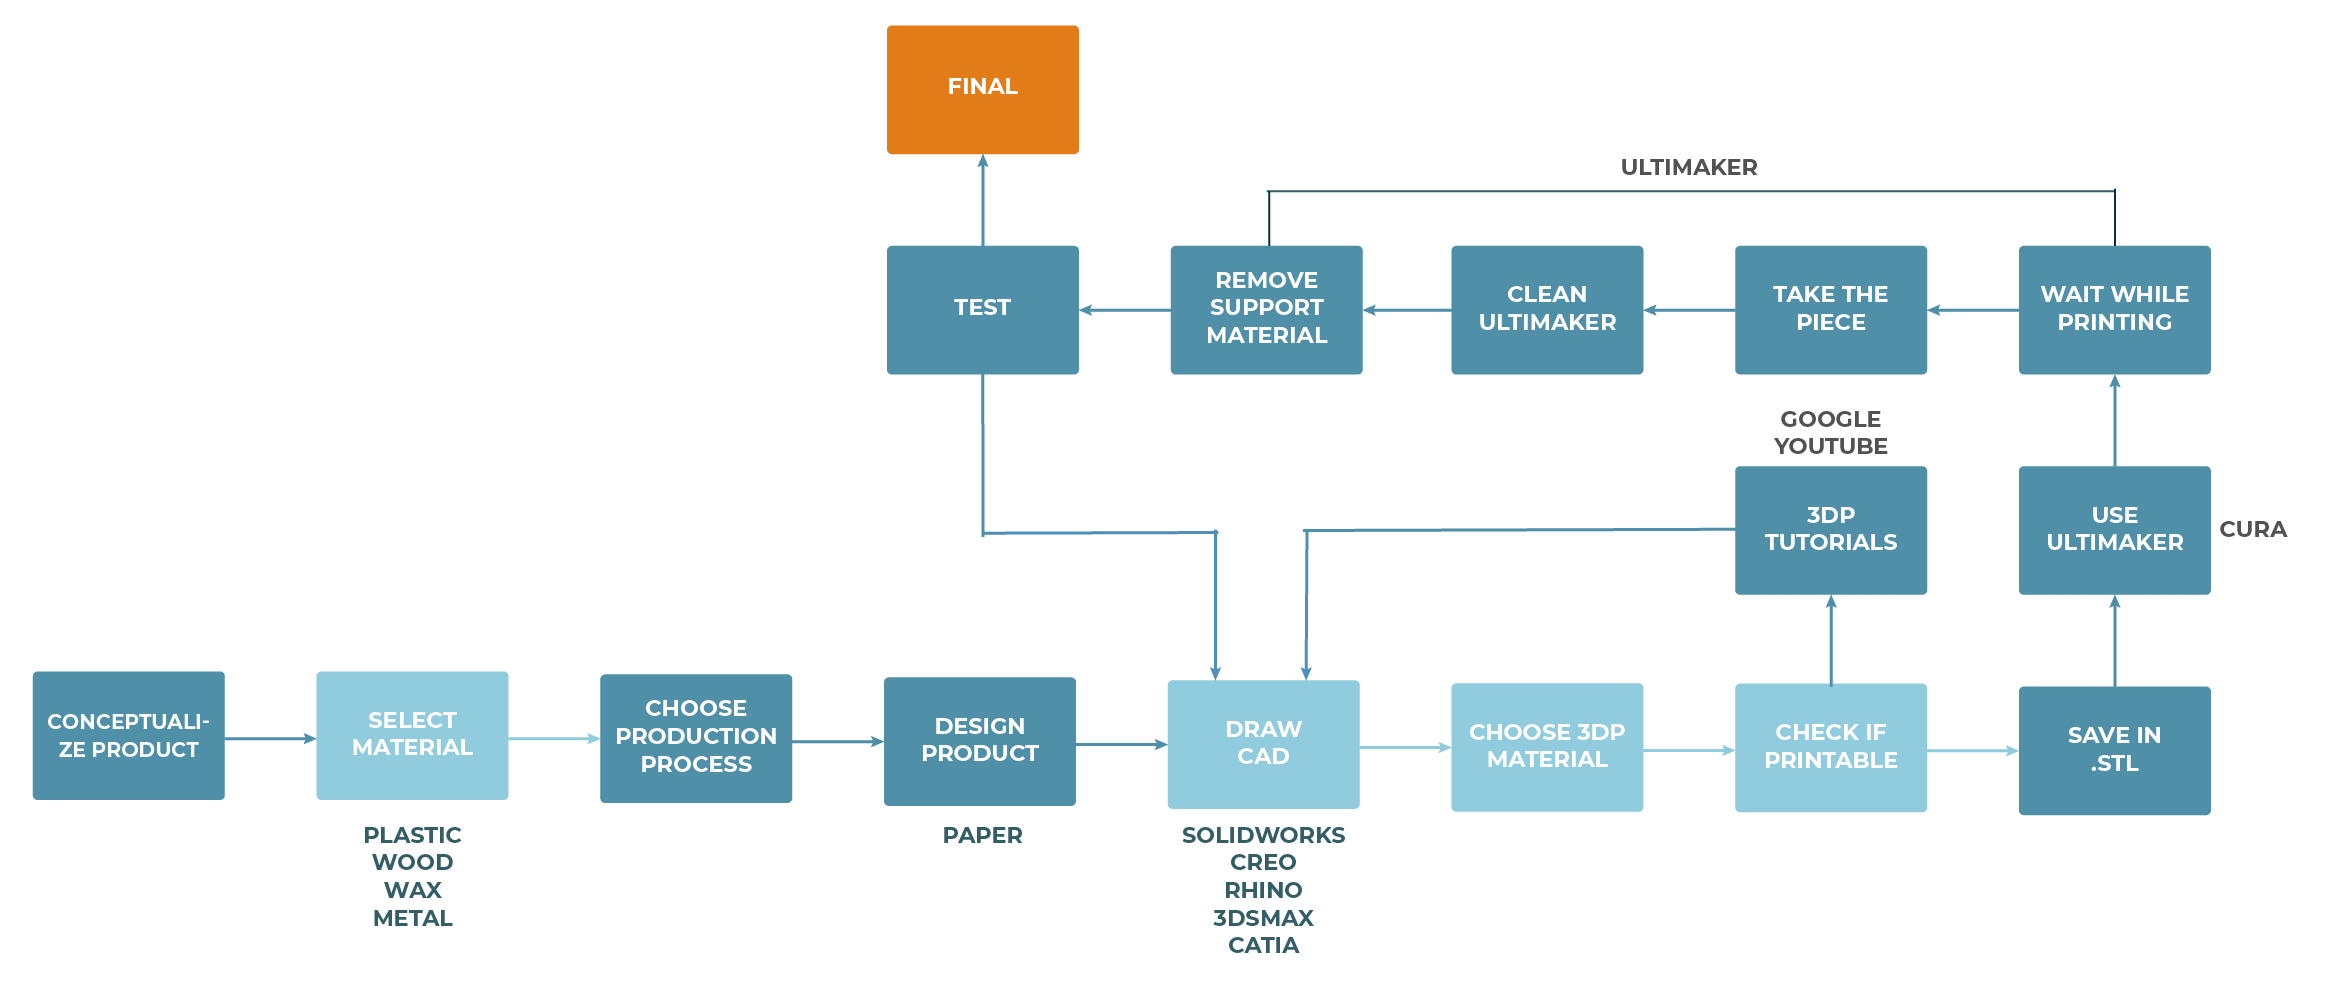 FINAL
ULTIMAKER
TEST
REMOVE
SUPPORT
MATERIAL
CLEAN
ULTIMAKER
TAKE THE
PIECE
WAIT WHILE
PRINTING
GOOGLE
YOUTUBE
3DP
TUTORIALS
USE
ULTIMAKER
CURA
CONCEPTUALI-
ZE PRODUCT
SELECT
MATERIAL
CHOOSE
PRODUCTION
PROCESS
DESIGN
PRODUCT
DRAW
CAD
CHOOSE 3DP
MATERIAL
CHECK IF
PRINTABLE
SAVE IN
.STL
PLASTIC
WOOD
WAX
METAL
PAPER
SOLIDWORKS
CREO
RHINO
3DSMAX
CATIA